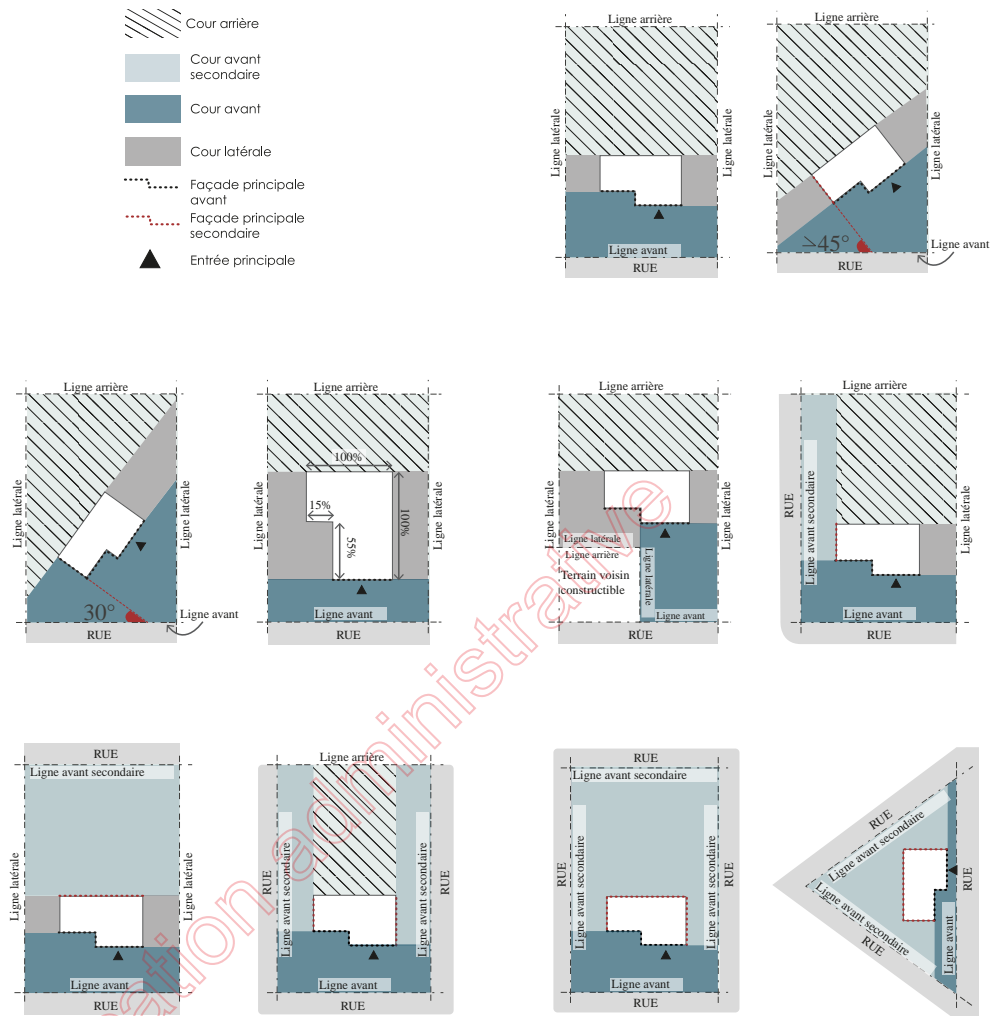 Cour arrière
Cour avant
secondaire
Cour avant
Cour latérale
Façade principale
avant
Façade principale
secondaire
Entrée principale
Ligne arrière
Ligne latérale
Ligne latérale
Ligne avant
RUE
Ligne arrière
Ligne latérale
Ligne latérale
>45°
Ligne avant
RUE
Ligne arrière
Ligne latérale
Ligne latérale
30°
Ligne avant
RUE
Ligne arrière
Ligne latérale
Ligne latérale
100%
15%
55%
100%
Ligne avant
RUE
Ligne arrière
Ligne latérale
Ligne latérale
Ligne latérale
Ligne arrière
Terrain voisin
constructible
Ligne latérale
Ligne avant
RUE
Ligne arrière
RUE
Ligne avant secondaire
Ligne latérale
Ligne avant
RUE
RUE
Ligne avant secondaire
Ligne latérale
Ligne latérale
Ligne avant
RUE
Ligne arrière
RUE
Ligne avant secondaire
Ligne avant secondaire
RUE
Ligne avant
RUE
RUE
Ligne avant secondaire
RUE
Ligne avant secondaire
Ligne avant secondaire
RUE
Ligne avant
RUE
RUE
Ligne avant secondaire
Ligne avant secondaire
RUE
Ligne avant
RUE
administrative